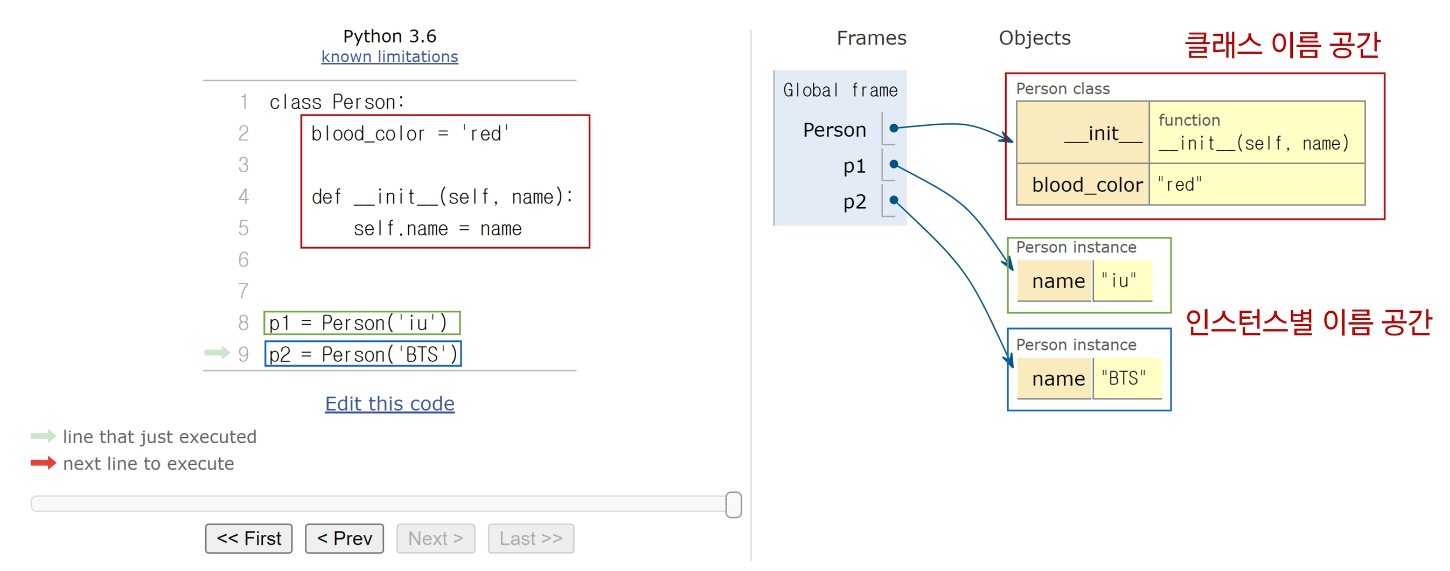 Python 3.6
known limitations
1 class Person:
2 blood_color = 'red'
3
4 def __init__(self, name):
5 self.name = name
6
7
8 p1 = Person('iu')
9 p2 = Person('BTS')
Edit this code
line that just executed
next line to execute
<< First < Prev Next > Last >>
Frames Objects
클래스 이름 공간
Global frame
Person
p1
p2
Person class
__init__ function
__init__(self, name)
blood_color "red"
Person instance
name "iu"
인스턴스별 이름 공간
Person instance
name "BTS"